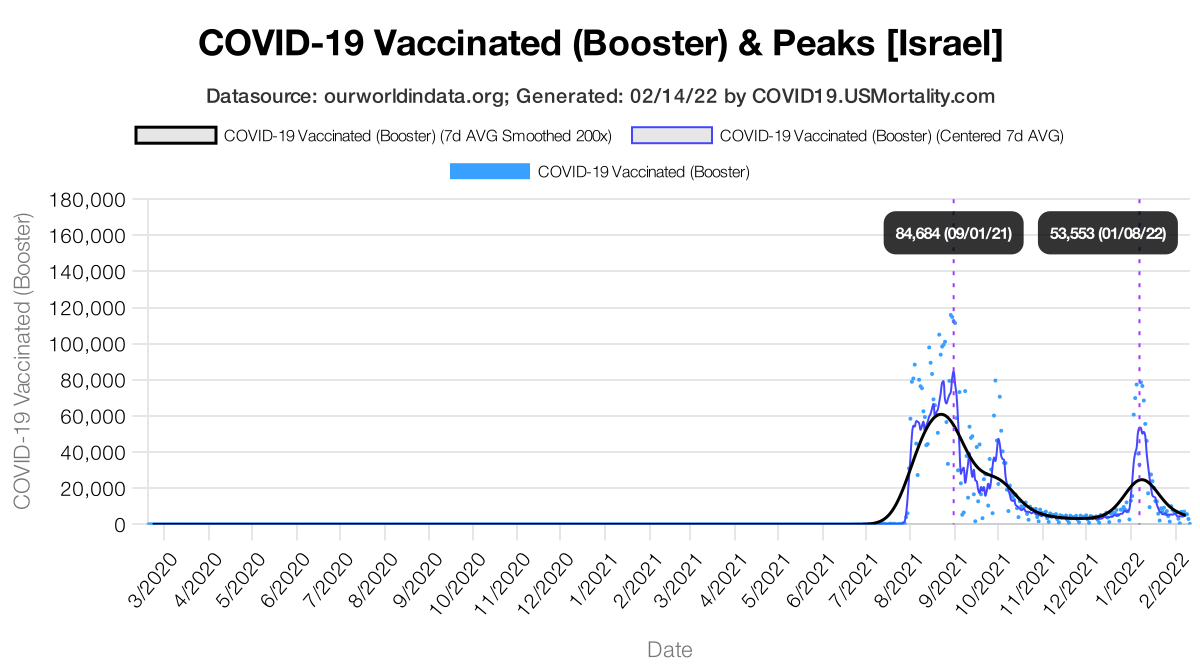 COVID-19 Vaccinated (Booster) & Peaks [Israel]
Datasource: ourworldindata.org; Generated: 02/14/22 by COVID19.USMortality.com
COVID-19 Vaccinated (Booster) (7d AVG Smoothed 200x) COVID-19 Vaccinated (Booster) (Centered 7d AVG)
COVID-19 Vaccinated (Booster)
COVID-19 Vaccinated (Booster)
180,000
160,000
140,000
120,000
100,000
80,000
60,000
40,000
20,000
0
84,684 (09/01/21) 53,553 (01/08/22)
3/2020 4/2020 5/2020 6/2020 7/2020 8/2020 9/2020 10/2020 11/2020 12/2020 1/2021 2/2021 3/2021 4/2021 5/2021 6/2021 7/2021 8/2021 9/2021 10/2021 11/2021 12/2021 1/2022 2/2022
Date